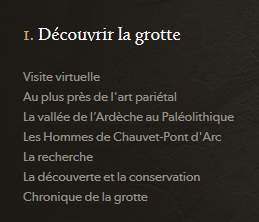 1. Découvrir la grotte
Visite virtuelle
Au plus près de l'art pariétal
La vallée de l'Ardèche au Paléolithique
Les Hommes de Chauvet-Pont d'Arc
La recherche
La découverte et la conservation
Chronique de la grotte